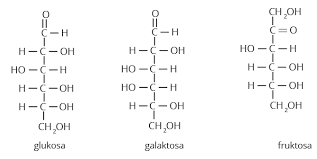 O
C — H
H — C — OH
HO — C — H
H — C — OH
H — C — OH
CH₂OH
glukosa
O
C — H
H — C — OH
HO — C — H
HO — C — H
H — C — OH
CH₂OH
galaktosa
CH₂OH
C = O
HO — C — H
H — C — OH
H — C — OH
CH₂OH
fruktosa